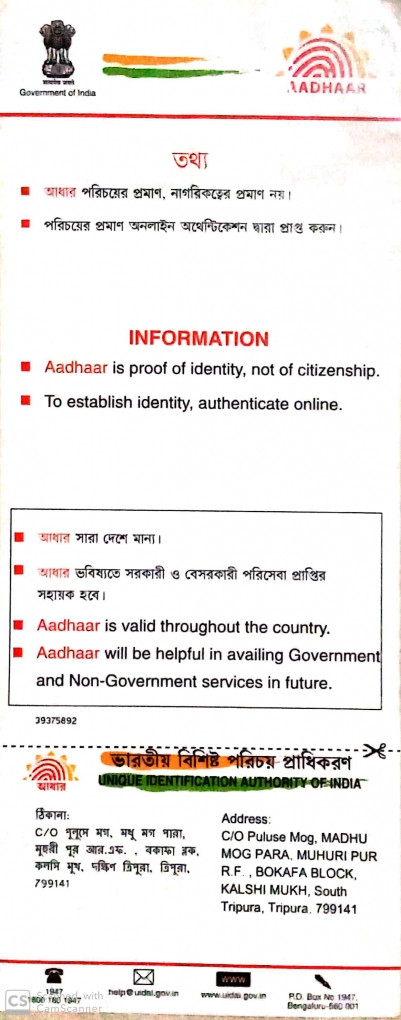 सत्यमेव जयते
Government of India
AADHAAR
তথ্য
আধার পরিচয়ের প্রমাণ, নাগরিকত্বের প্রমাণ নয়।
পরিচয়ের প্রমাণ অনলাইন অথেন্টিকেশন দ্বারা প্রাপ্ত করুন।
INFORMATION
Aadhaar is proof of identity, not of citizenship.
To establish identity, authenticate online.
আধার সারা দেশে মান্য।
আধার ভবিষ্যতে সরকারী ও বেসরকারী পরিসেবা প্রাপ্তির
সহায়ক হবে।
Aadhaar is valid throughout the country.
Aadhaar will be helpful in availing Government
and Non-Government services in future.
39375892
ভারতীয় বিশিষ্ট পরিচয় প্রাধিকরণ
UNIQUE IDENTIFICATION AUTHORITY OF INDIA
আধার
ঠিকানা:
C/O পুলুসে মগ, মধু মগ পারা,
মুহুরী পুর আর.এফ. , বকাফা ব্লক,
কলসি মুখ, দক্ষিণ ত্রিপুরা, ত্রিপুরা,
799141
Address:
C/O Puluse Mog, MADHU
MOG PARA, MUHURI PUR
R.F. , BOKAFA BLOCK,
KALSHI MUKH, South
Tripura, Tripura, 799141
1947
1800 180 1947
help@uidai.gov.in
www
www.uidai.gov.in
P.O. Box No 1947,
Bengaluru-560 001
CS Scanned with
CamScanner